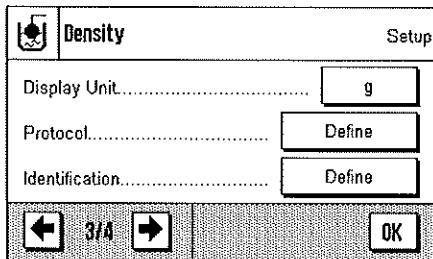 Density Setup
Display Unit................................. g
Protocol.............................. Define
Identification........................ Define
3/4 OK